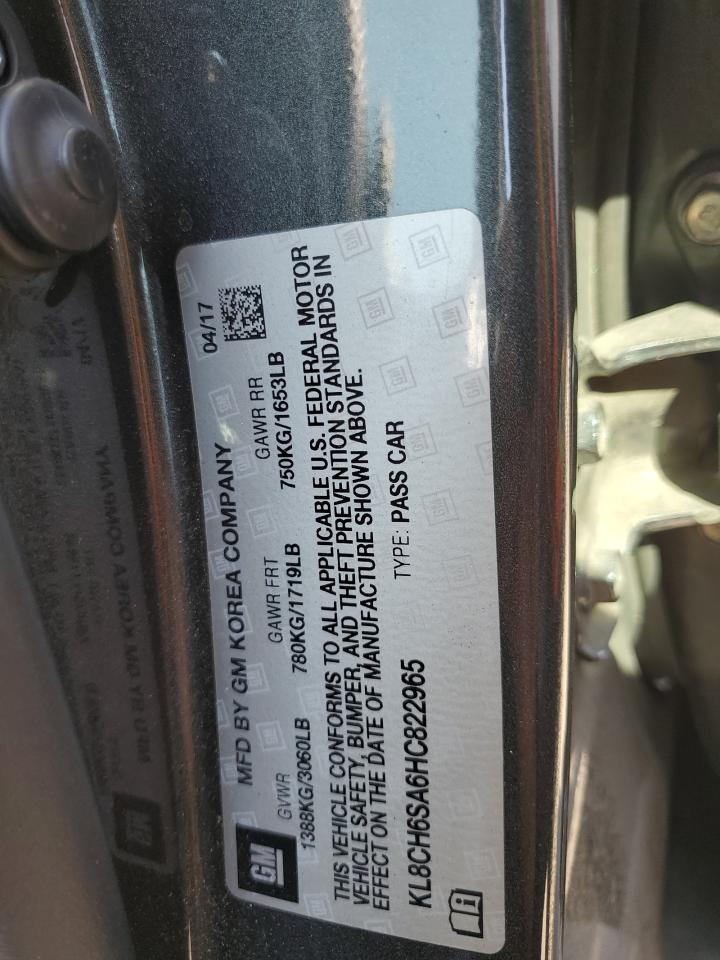 MFD BY GM KOREA COMPANY 04/17
GVWR GAWR FRT GAWR RR
1388KG/3060LB 780KG/1719LB 750KG/1653LB
THIS VEHICLE CONFORMS TO ALL APPLICABLE U.S. FEDERAL MOTOR
VEHICLE SAFETY, BUMPER, AND THEFT PREVENTION STANDARDS IN
EFFECT ON THE DATE OF MANUFACTURE SHOWN ABOVE.
TYPE: PASS CAR
KL8CH6SA6HC822965
GM